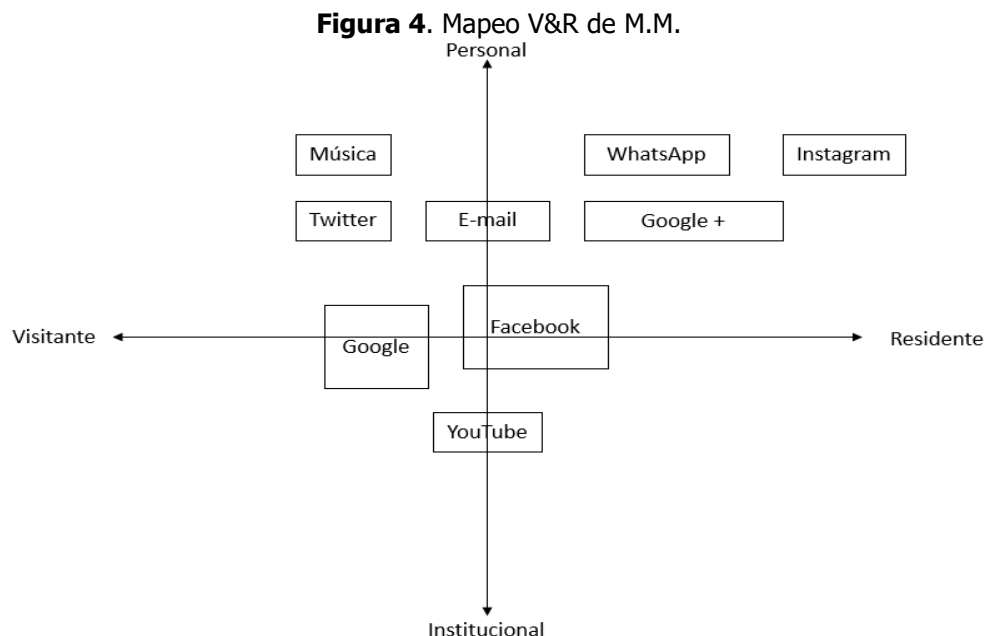 Figura 4. Mapeo V&R de M.M.
Personal
Música
WhatsApp
Instagram
Twitter
E-mail
Google +
Facebook
Visitante
Google
Residente
YouTube
Institucional